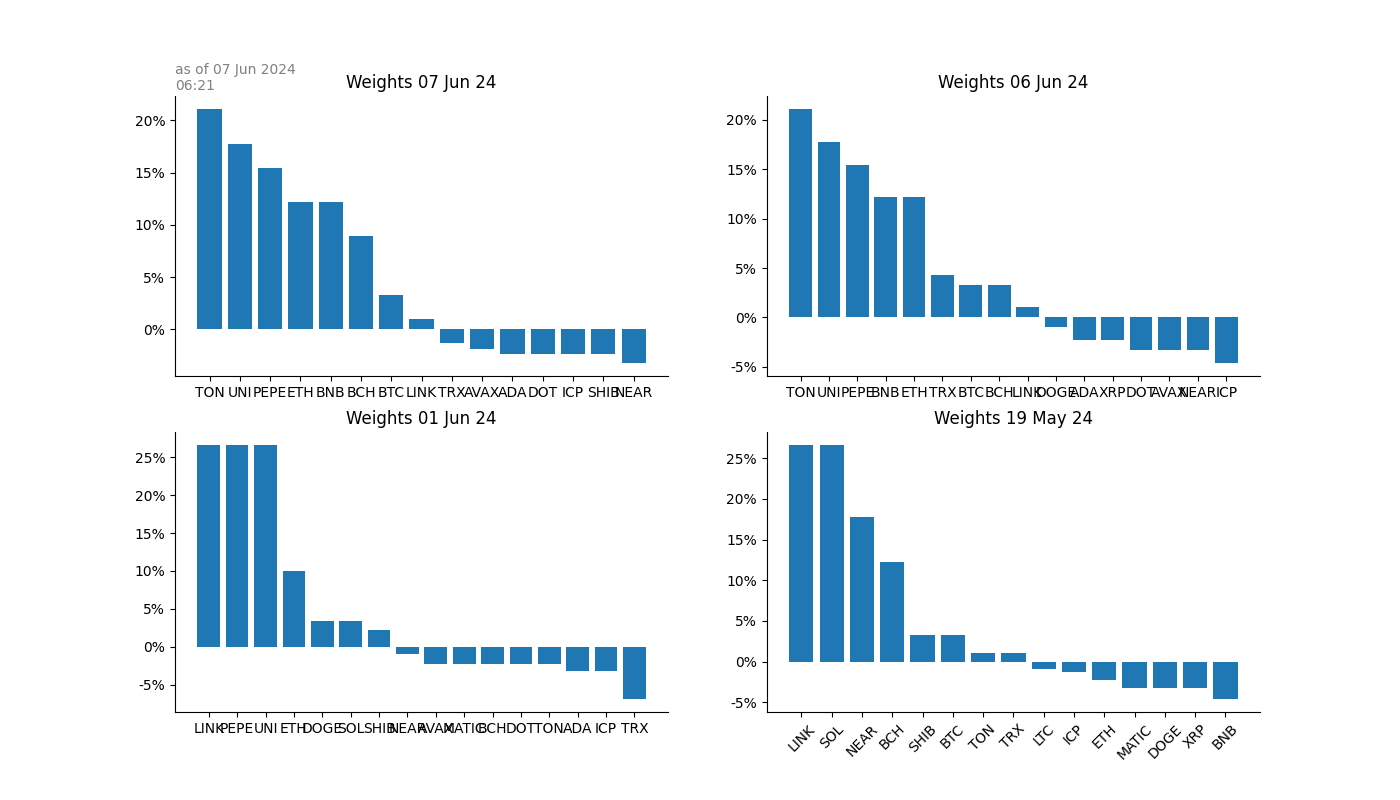 as of 07 Jun 2024
06:21
Weights 07 Jun 24
20%
15%
10%
5%
0%
TON UNI PEPE ETH BNB BCH BTC LINK TRX AVAX ADA DOT ICP SHIB NEAR
Weights 06 Jun 24
20%
15%
10%
5%
0%
-5%
TON UNI PEPE BNB ETH TRX BTC BCH LINK DOGE ADA XRP DOT AVAX NEAR ICP
Weights 01 Jun 24
25%
20%
15%
10%
5%
0%
-5%
LINK PEPE UNI ETH DOGE SOL SHIB NEAR AVAX MATIC BCH DOT TON ADA ICP TRX
Weights 19 May 24
25%
20%
15%
10%
5%
0%
-5%
LINK SOL NEAR BCH SHIB BTC TON TRX LTC ICP ETH MATIC DOGE XRP BNB